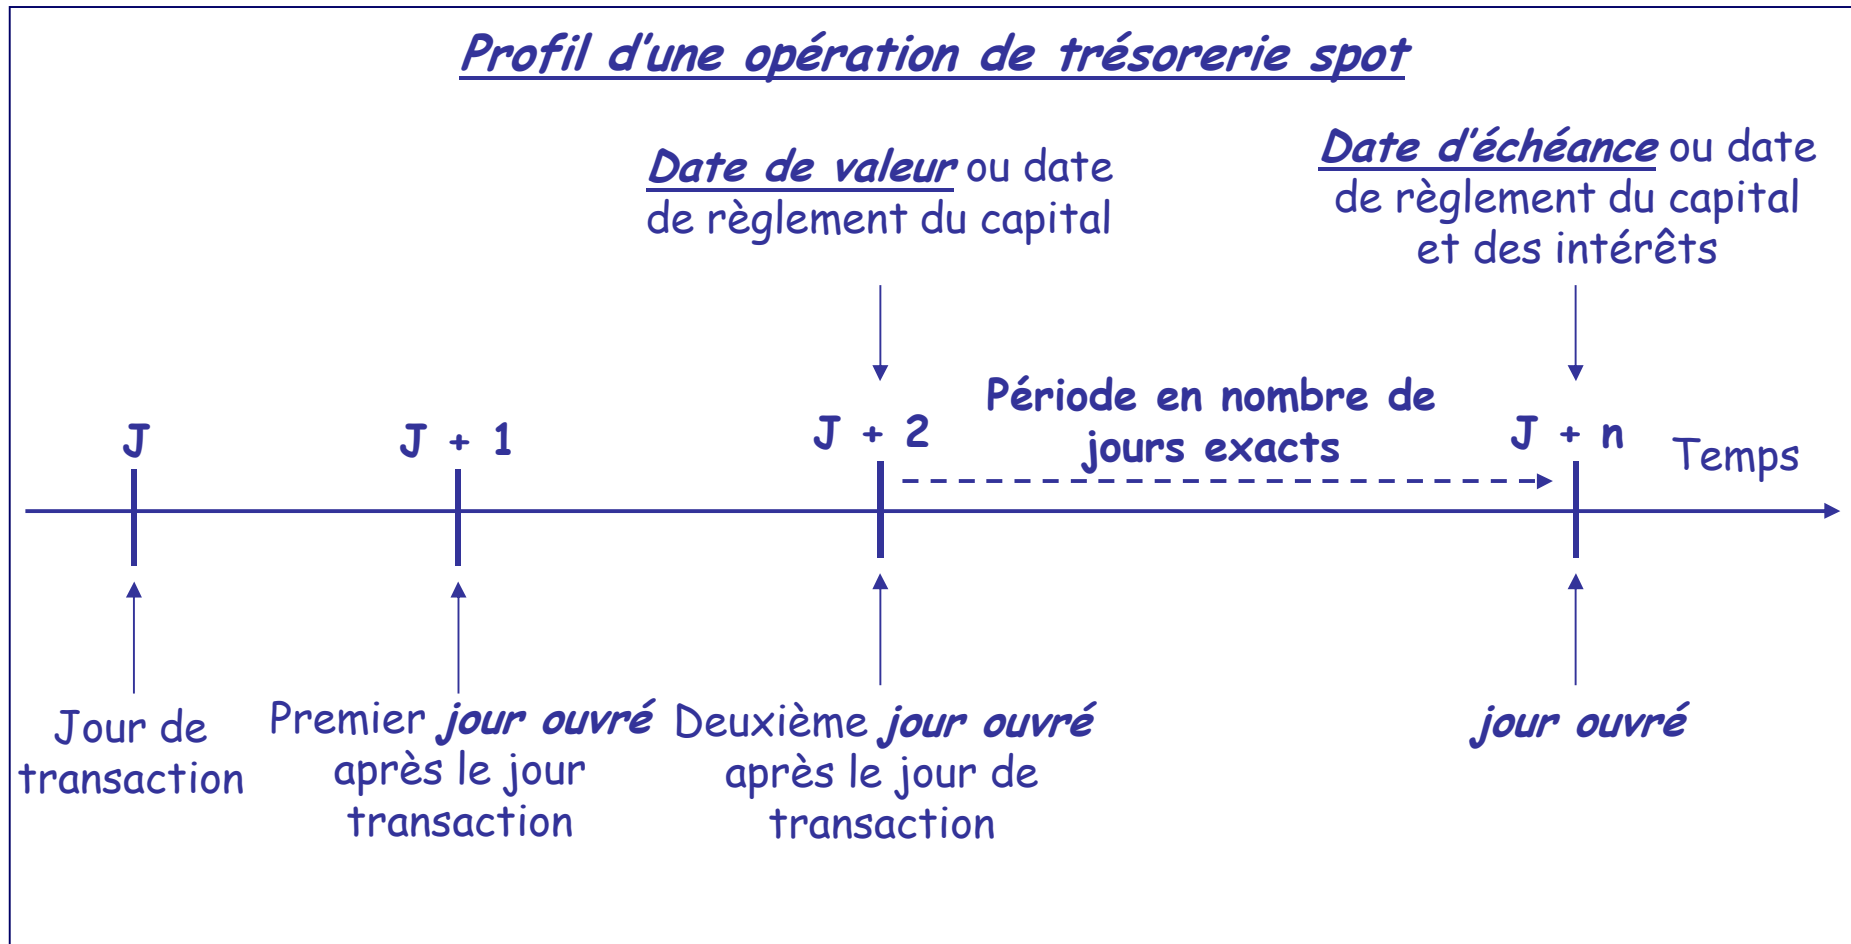 Profil d'une opération de trésorerie spot
Date de valeur ou date
de règlement du capital
Date d'échéance ou date
de règlement du capital
et des intérêts
J
J + 1
J + 2
Période en nombre de
jours exacts
J + n
Temps
Jour de
transaction
Premier jour ouvré
après le jour
transaction
Deuxième jour ouvré
après le jour de
transaction
jour ouvré